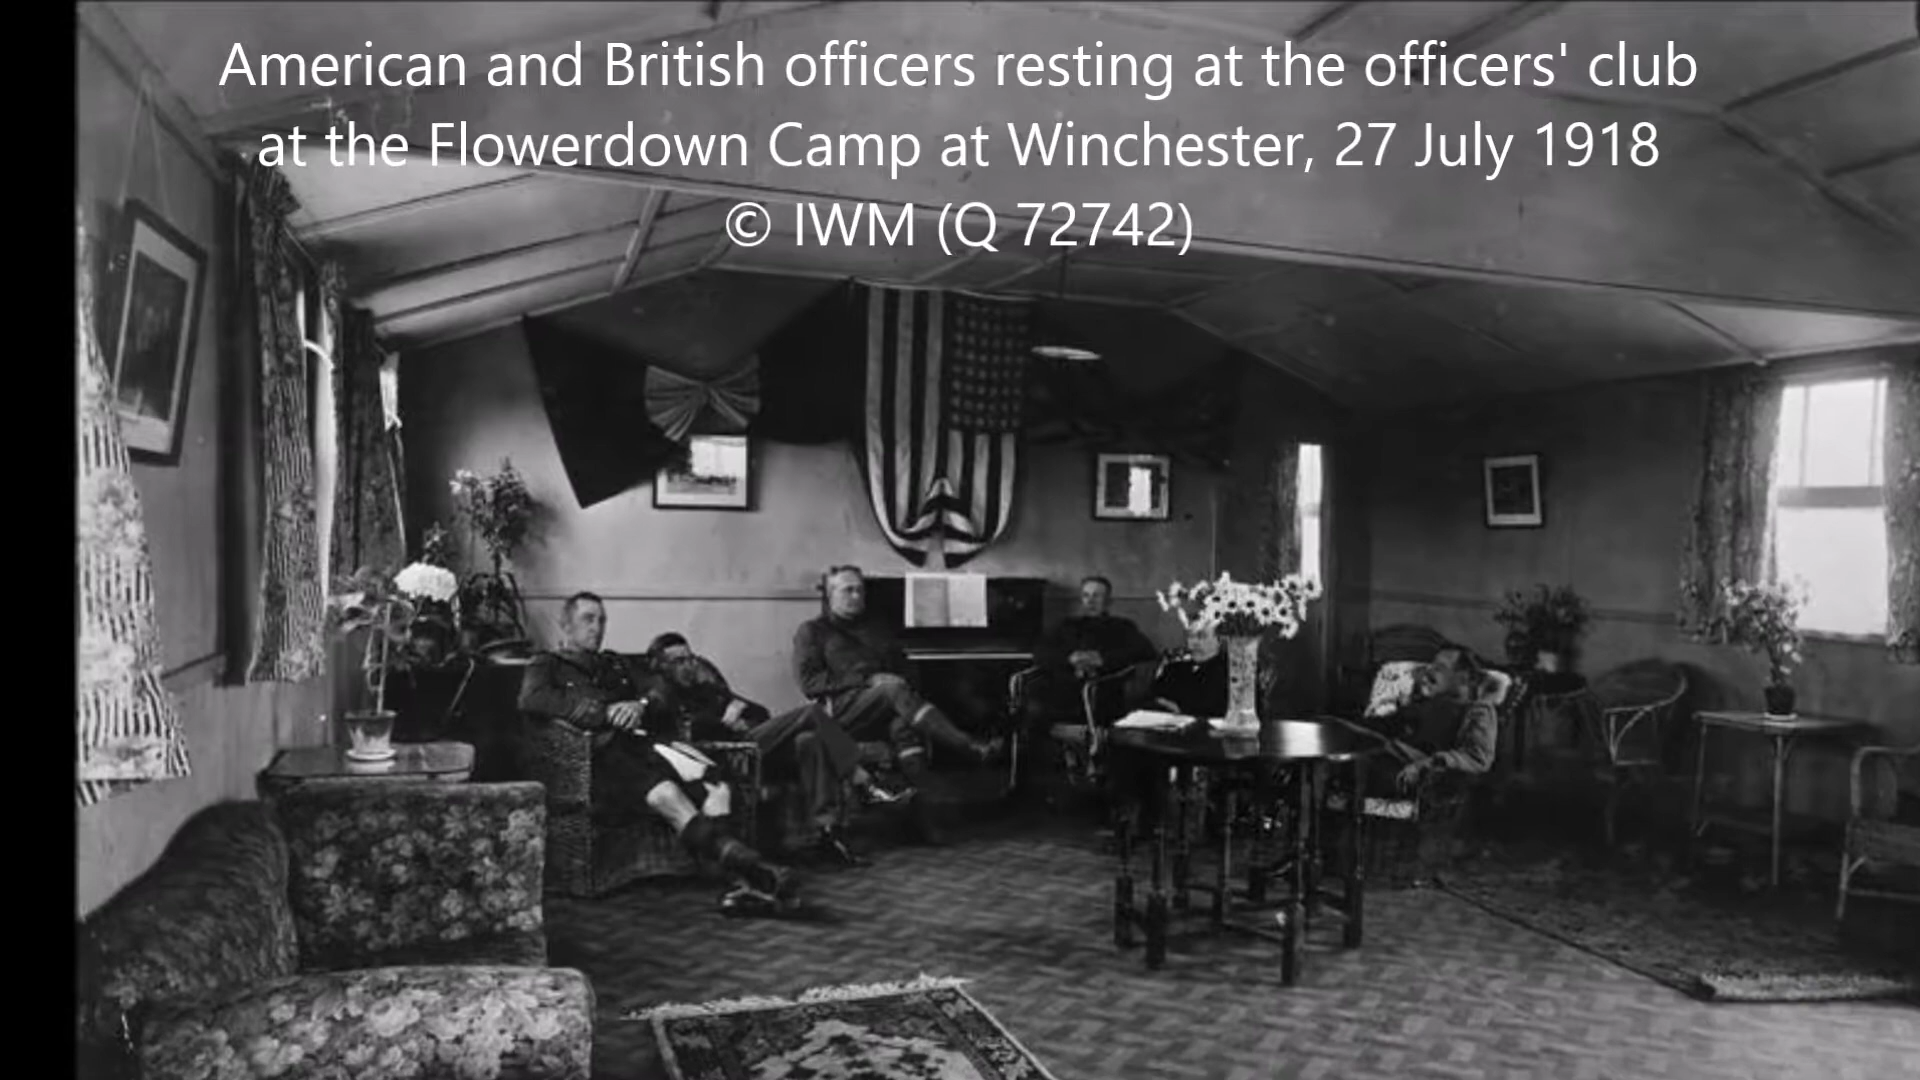 American and British officers resting at the officers' club
at the Flowerdown Camp at Winchester, 27 July 1918
© IWM (Q 72742)